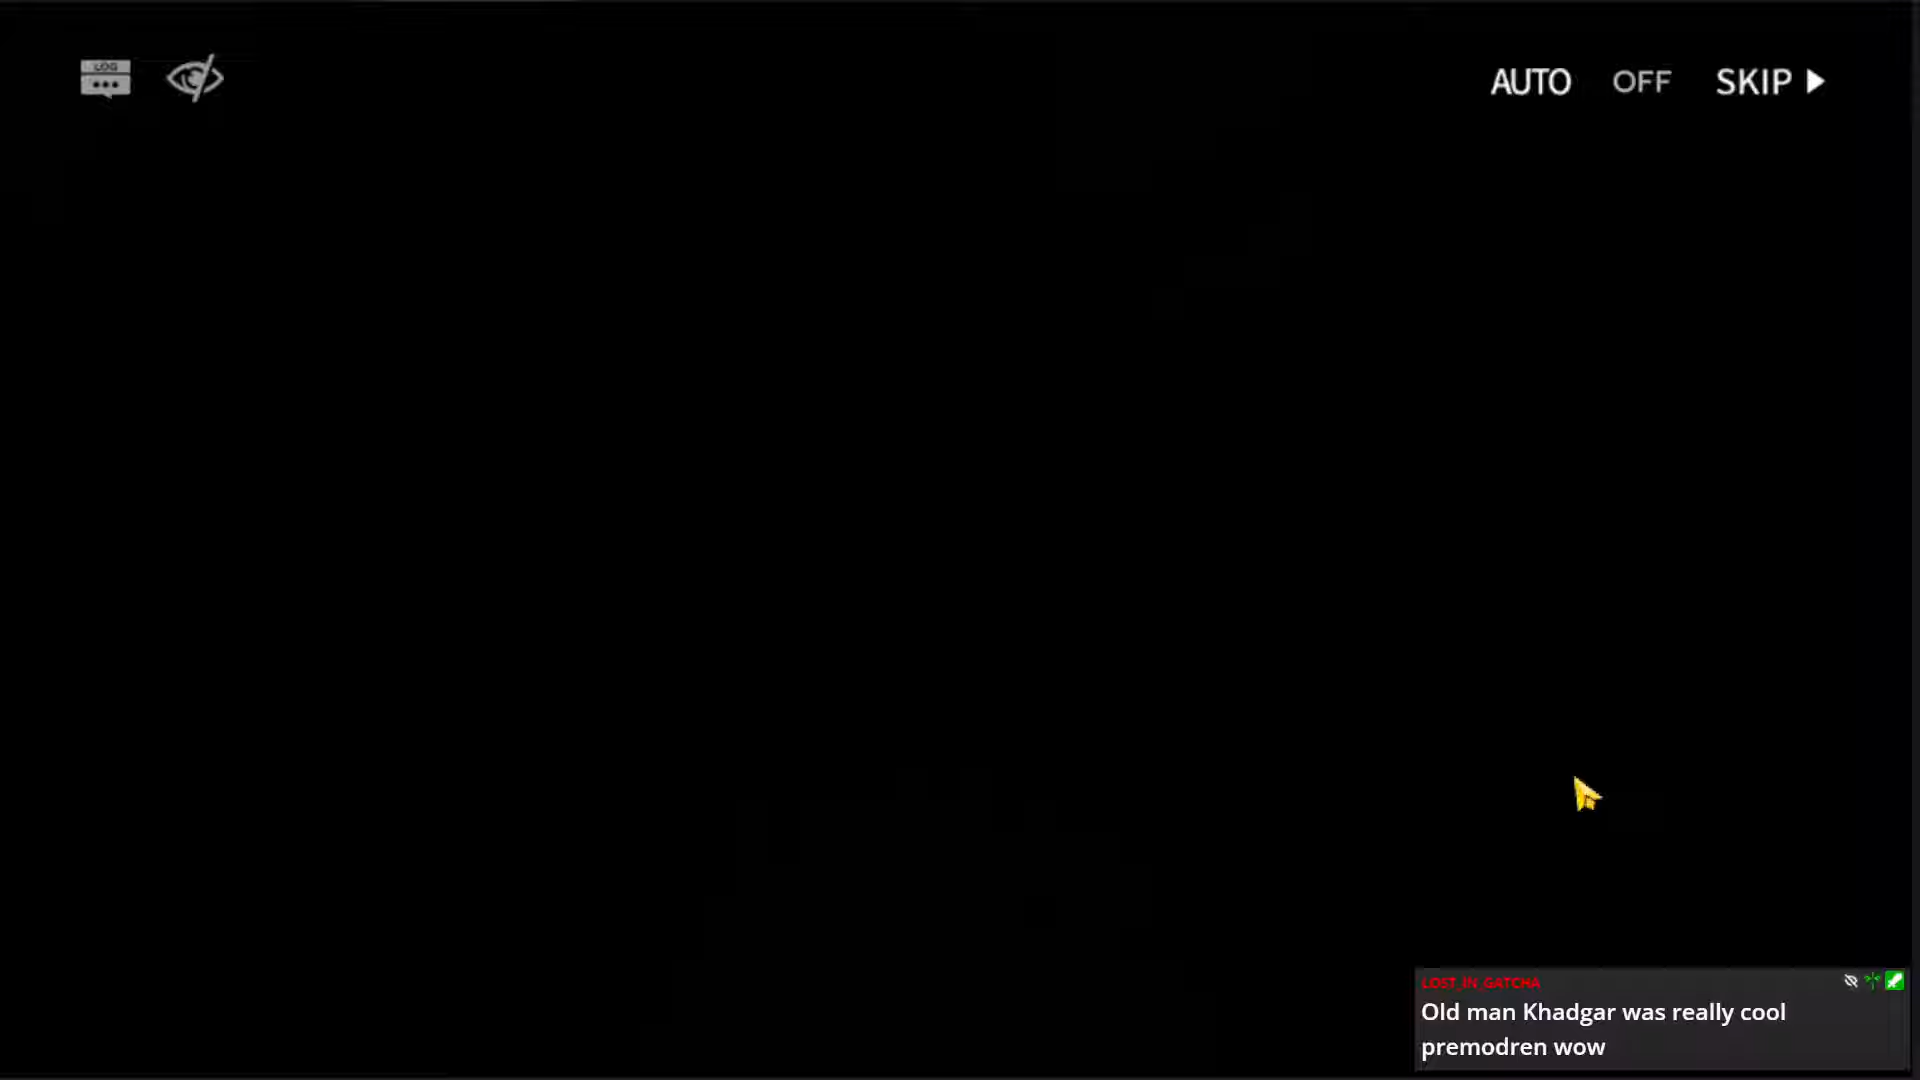 LOG
AUTO OFF SKIP
LOST_IN_GATCHA
Old man Khadgar was really cool
premodren wow